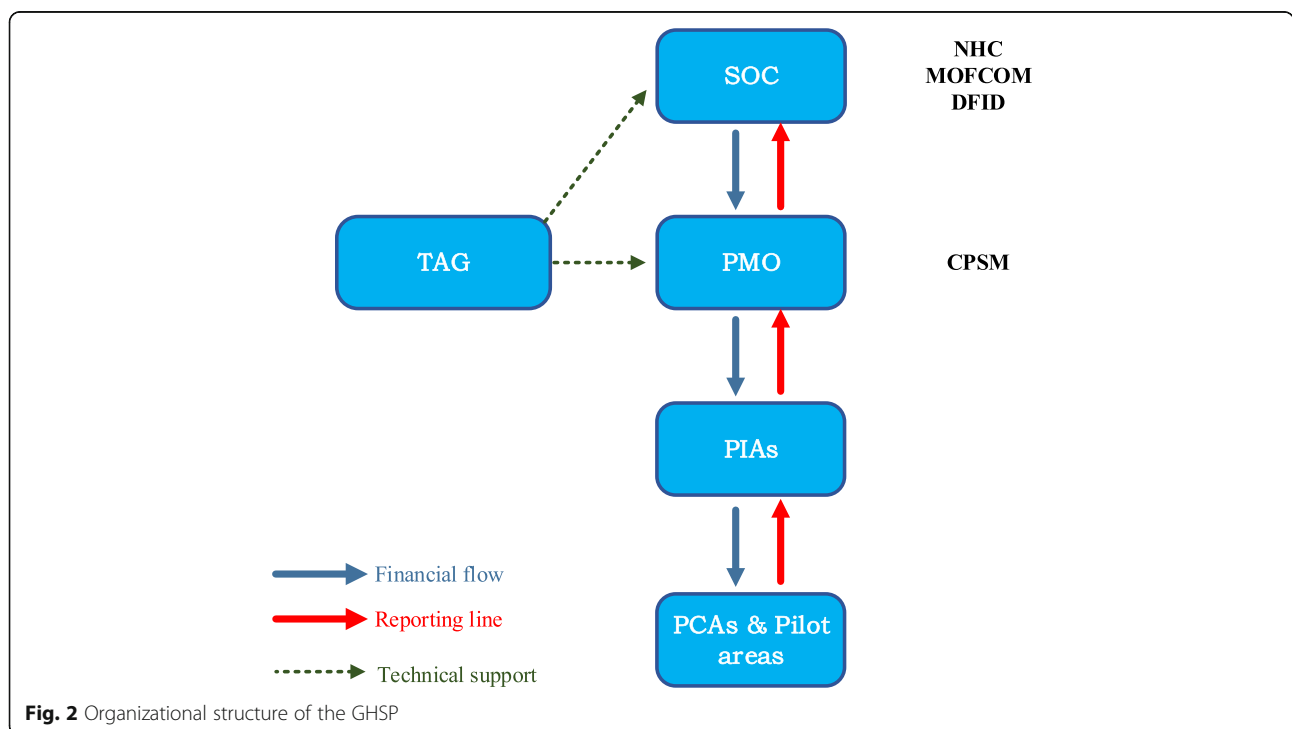 SOC
NHC
MOFCOM
DFID
TAG
PMO
CPSM
PIAs
Financial flow
Reporting line
Technical support
PCAs & Pilot
areas
Fig. 2 Organizational structure of the GHSP